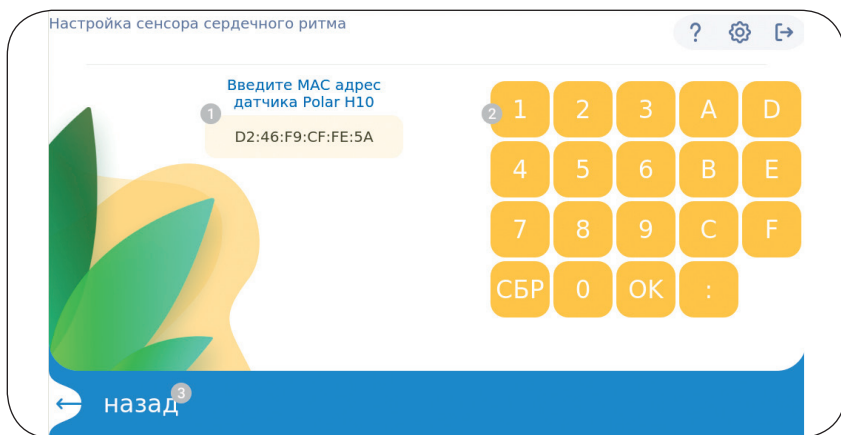 Настройка сенсора сердечного ритма
?
Введите MAC адрес
датчика Polar H10
1
D2:46:F9:CF:FE:5A
2
1 2 3 A D
4 5 6 B E
7 8 9 C F
СБР 0 OK :
назад
3